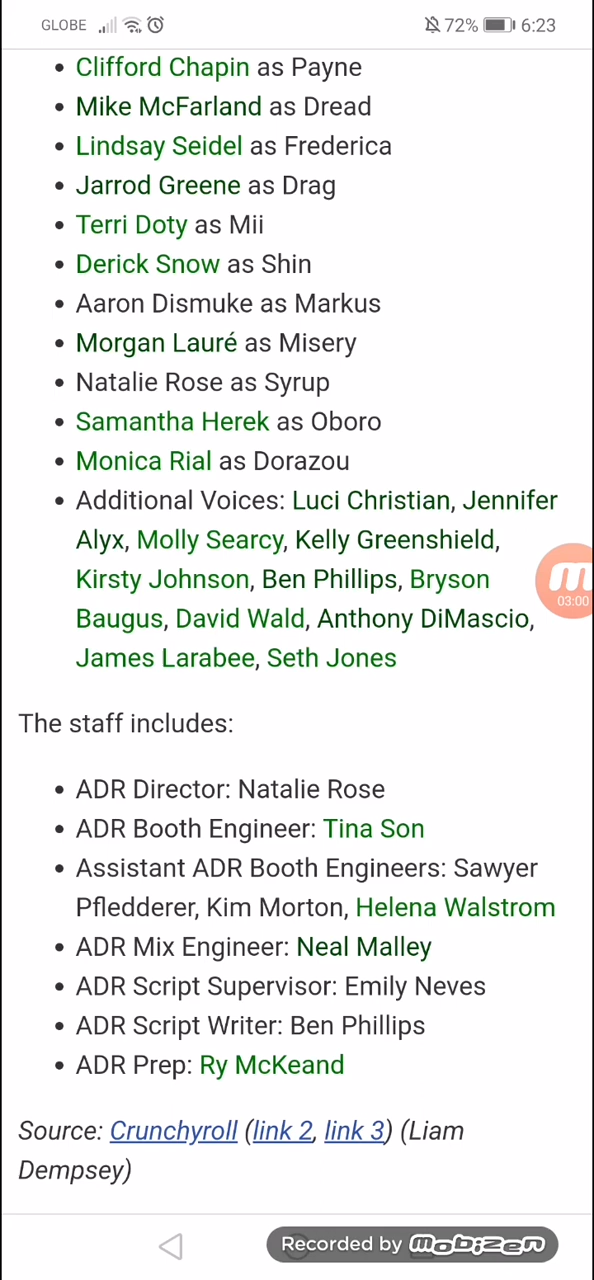 GLOBE 72% 6:23
Clifford Chapin as Payne
Mike McFarland as Dread
Lindsay Seidel as Frederica
Jarrod Greene as Drag
Terri Doty as Mii
Derick Snow as Shin
Aaron Dismuke as Markus
Morgan Lauré as Misery
Natalie Rose as Syrup
Samantha Herek as Oboro
Monica Rial as Dorazou
Additional Voices: Luci Christian, Jennifer
Alyx, Molly Searcy, Kelly Greenshield,
Kirsty Johnson, Ben Phillips, Bryson
Baugus, David Wald, Anthony DiMascio,
James Larabee, Seth Jones
m
03:00
The staff includes:
ADR Director: Natalie Rose
ADR Booth Engineer: Tina Son
Assistant ADR Booth Engineers: Sawyer
Pfledderer, Kim Morton, Helena Walstrom
ADR Mix Engineer: Neal Malley
ADR Script Supervisor: Emily Neves
ADR Script Writer: Ben Phillips
ADR Prep: Ry McKeand
Source: Crunchyroll (link 2, link 3) (Liam
Dempsey)
Recorded by mobizen